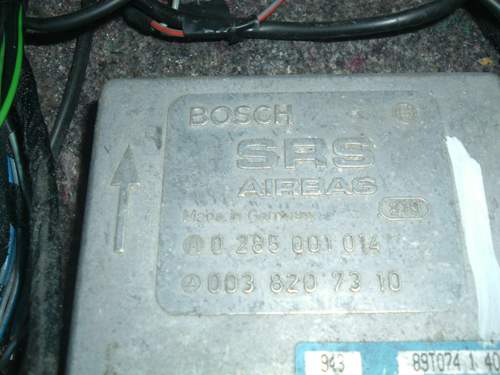 BOSCH
SRS
AIRBAG
Made in Germany
0 285 001 014
003 820 73 10
943 89T074 1 40